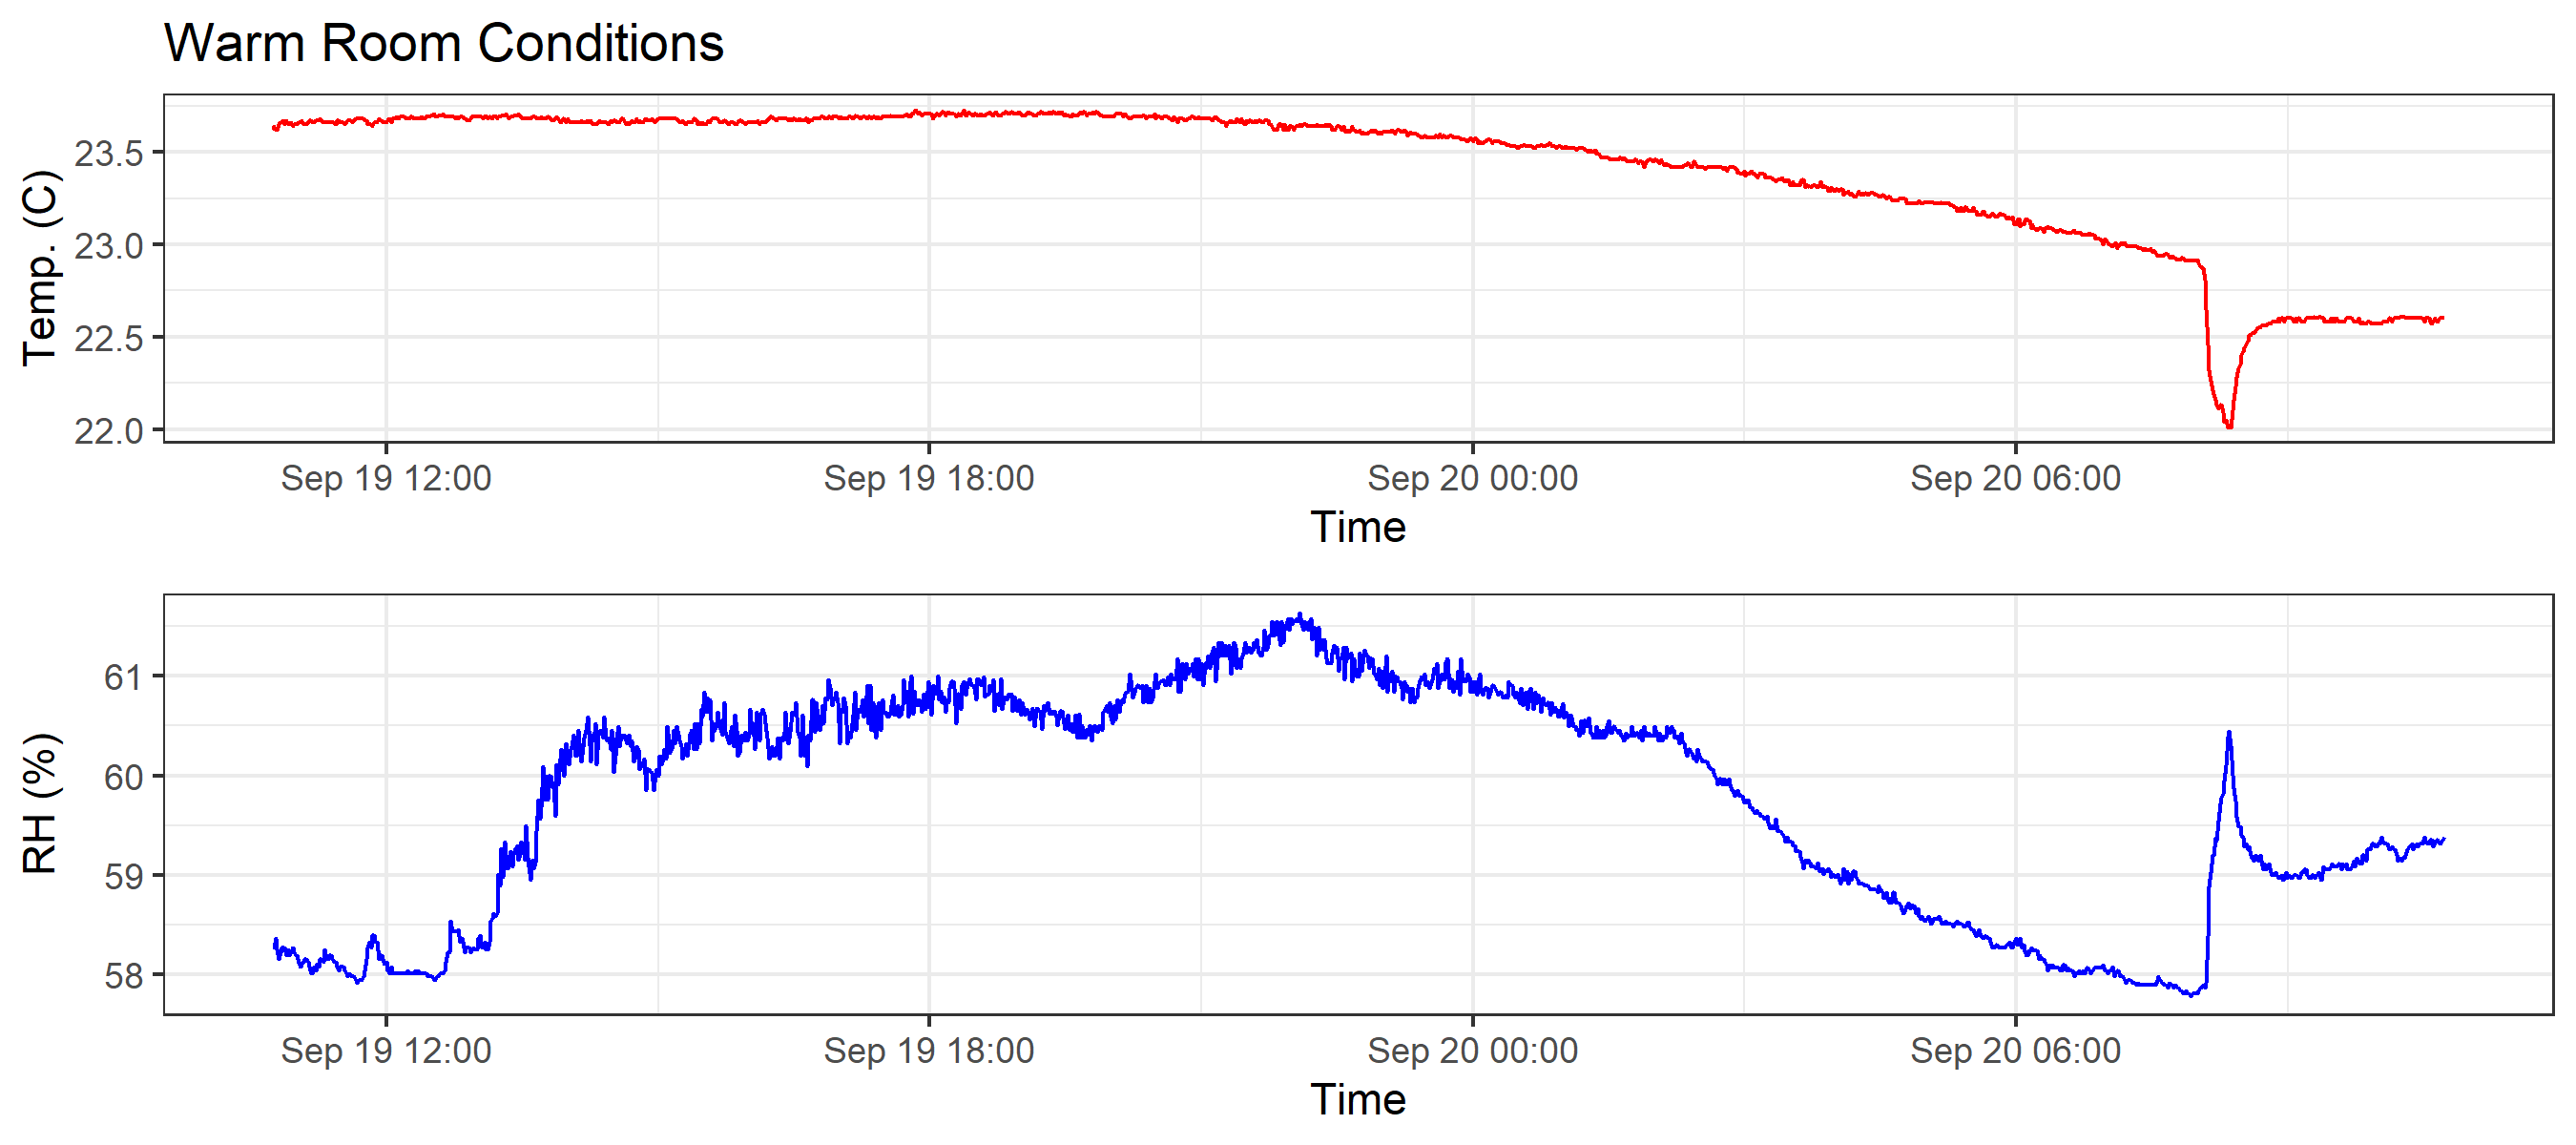 Warm Room Conditions
Temp. (C)
23.5
23.0
22.5
22.0
Sep 19 12:00 Sep 19 18:00 Sep 20 00:00 Sep 20 06:00
Time
RH (%)
61
60
59
58
Sep 19 12:00 Sep 19 18:00 Sep 20 00:00 Sep 20 06:00
Time